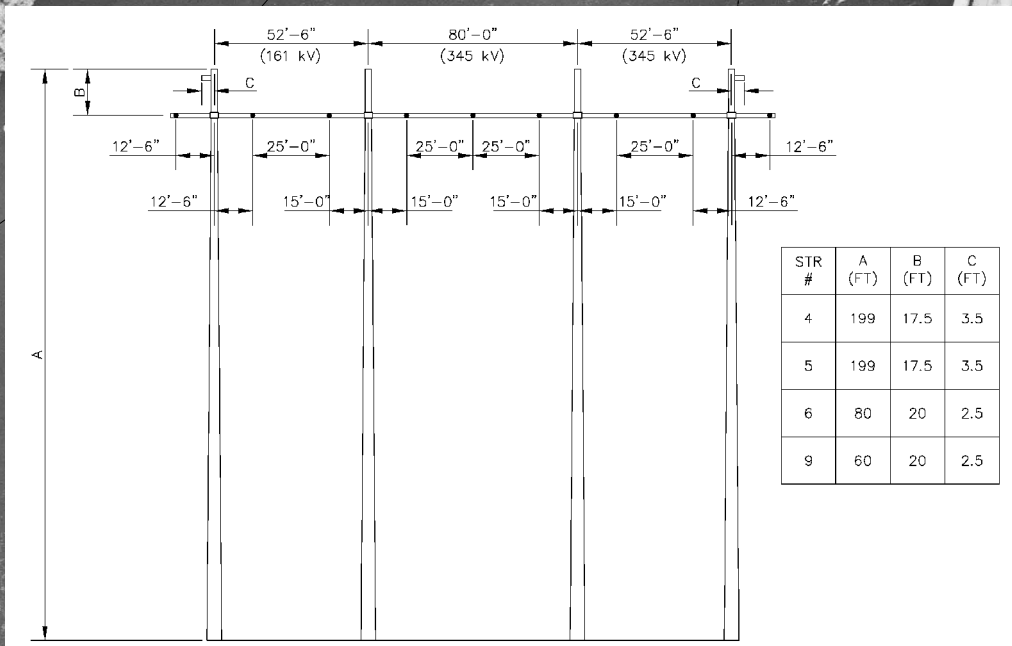 52'-6" 80'-0" 52'-6"
(161 kV) (345 kV) (345 kV)
B C C
12'-6" 25'-0" 25'-0" 25'-0" 25'-0" 12'-6"
12'-6" 15'-0" 15'-0" 15'-0" 15'-0" 12'-6"
A
STR # A (FT) B (FT) C (FT)
4 199 17.5 3.5
5 199 17.5 3.5
6 80 20 2.5
9 60 20 2.5